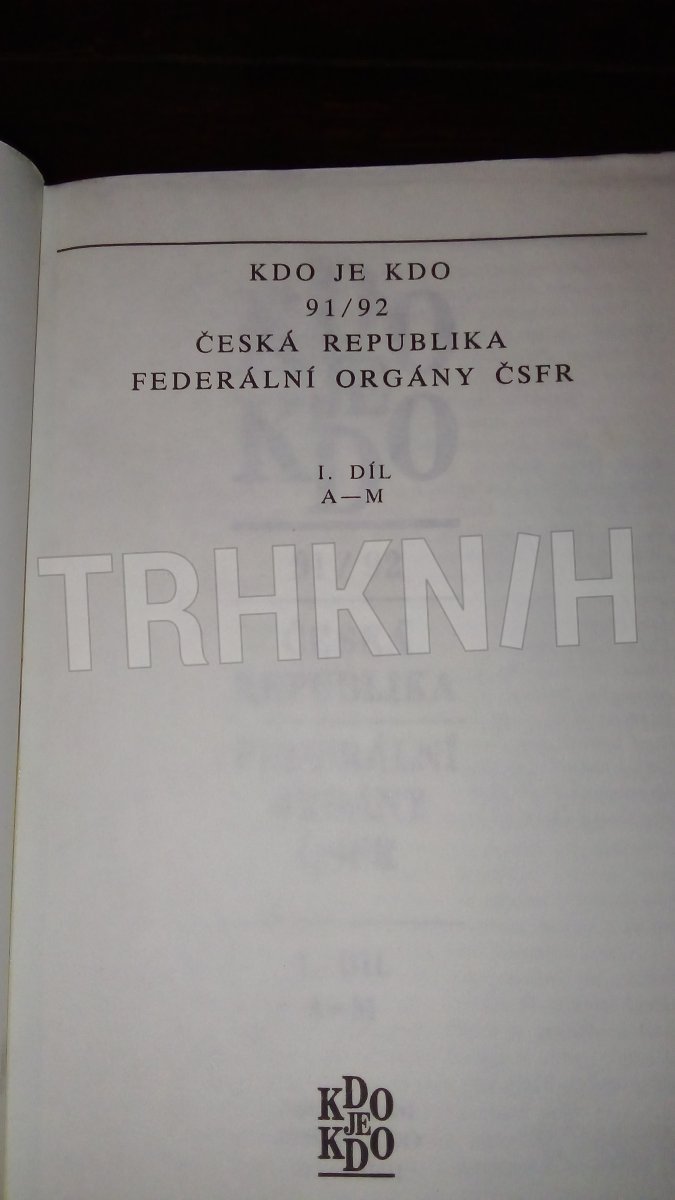 KDO JE KDO
91/92
ČESKÁ REPUBLIKA
FEDERÁLNÍ ORGÁNY ČSFR
I. DÍL
A—M
TRHKN/H
KDO
JE
KDO